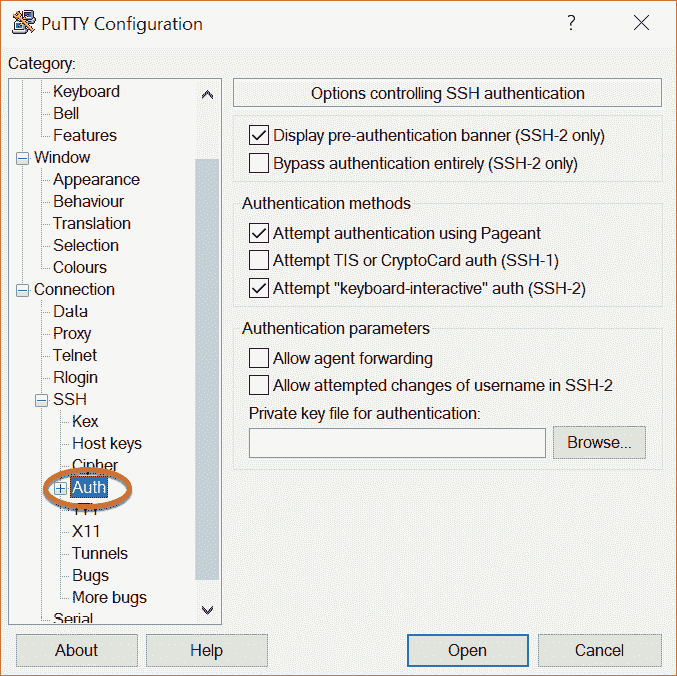 PuTTY Configuration
Category:
Keyboard
Bell
Features
Window
Appearance
Behaviour
Translation
Selection
Colours
Connection
Data
Proxy
Telnet
Rlogin
SSH
Kex
Host keys
Cipher
Auth
TTY
X11
Tunnels
Bugs
More bugs
Serial
Options controlling SSH authentication
Display pre-authentication banner (SSH-2 only)
Bypass authentication entirely (SSH-2 only)
Authentication methods
Attempt authentication using Pageant
Attempt TIS or CryptoCard auth (SSH-1)
Attempt "keyboard-interactive" auth (SSH-2)
Authentication parameters
Allow agent forwarding
Allow attempted changes of username in SSH-2
Private key file for authentication:
Browse...
About Help Open Cancel